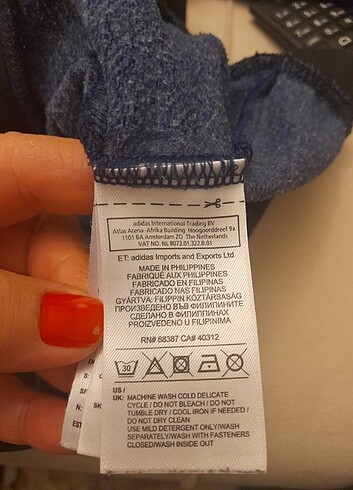 adidas International Trading BV
Atlas Arena -Afrika Building Hoogoorddreef 9a
1101 BA Amsterdam ZO The Netherlands
VAT NO. NL 8073.01.322.B.01
ET: adidas Imports and Exports Ltd
MADE IN PHILIPPINES
FABRIQUÉ AUX PHILIPPINES
FABRICADO EN FILIPINAS
FABRICADO NAS FILIPINAS
GYÁRTVA: FILIPPIN KÖZTÁRSASÁG
ПРОИЗВЕДЕНО ВЪВ ФИЛИПИНИТЕ
СДЕЛАНО В ФИЛИППИНАХ
PROIZVEDENO U FILIPINIMA
RN# 88387 CA# 40312
30
US /
UK: MACHINE WASH COLD DELICATE
CYCLE / DO NOT BLEACH / DO NOT
TUMBLE DRY / COOL IRON IF NEEDED /
DO NOT DRY CLEAN
USE MILD DETERGENT ONLY/WASH
SEPARATELY/WASH WITH FASTENERS
CLOSED/WASH INSIDE OUT